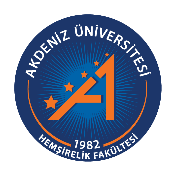 AKDENİZ ÜNİVERSİTESİ
1982
HEMŞİRELİK FAKÜLTESİ